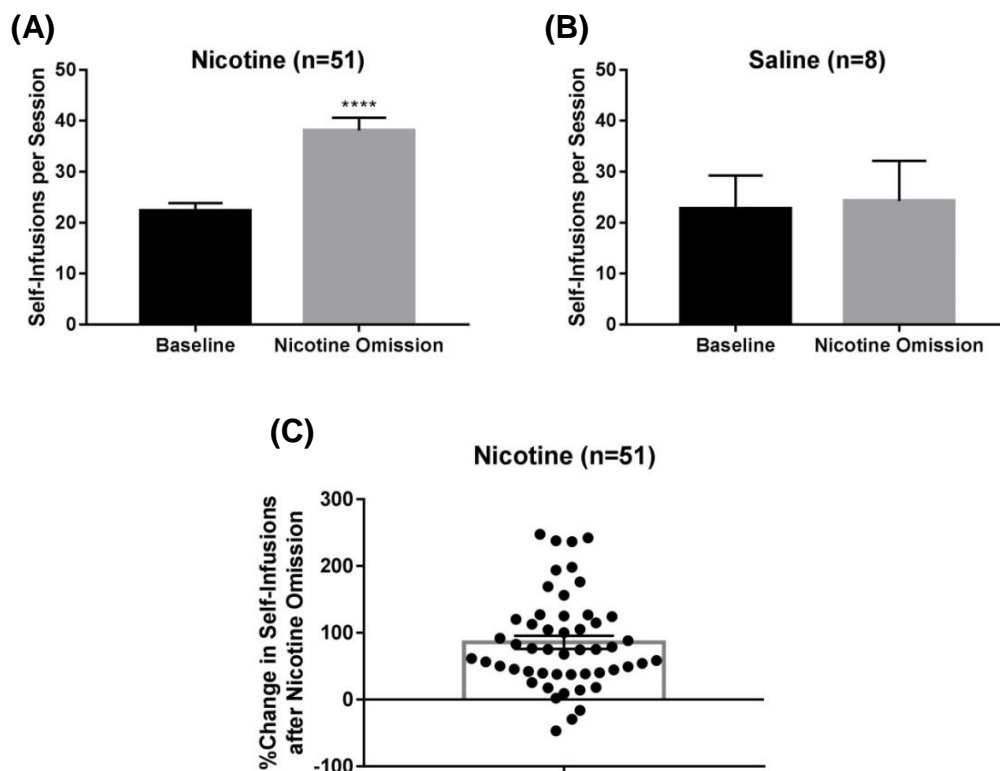 (A)
Nicotine (n=51)
Self-Infusions per Session
50
40
30
20
10
0
****
Baseline
Nicotine Omission
(B)
Saline (n=8)
Self-Infusions per Session
50
40
30
20
10
0
Baseline
Nicotine Omission
(C)
Nicotine (n=51)
%Change in Self-Infusions
after Nicotine Omission
300
200
100
0
-100